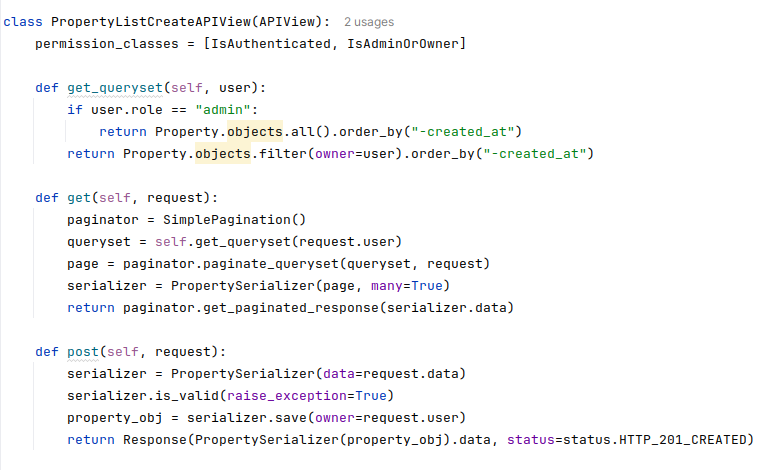 class PropertyListCreateAPIView(APIView):  2 usages
    permission_classes = [IsAuthenticated, IsAdminOrOwner]

    def get_queryset(self, user):
        if user.role == "admin":
            return Property.objects.all().order_by("-created_at")
        return Property.objects.filter(owner=user).order_by("-created_at")

    def get(self, request):
        paginator = SimplePagination()
        queryset = self.get_queryset(request.user)
        page = paginator.paginate_queryset(queryset, request)
        serializer = PropertySerializer(page, many=True)
        return paginator.get_paginated_response(serializer.data)

    def post(self, request):
        serializer = PropertySerializer(data=request.data)
        serializer.is_valid(raise_exception=True)
        property_obj = serializer.save(owner=request.user)
        return Response(PropertySerializer(property_obj).data, status=status.HTTP_201_CREATED)